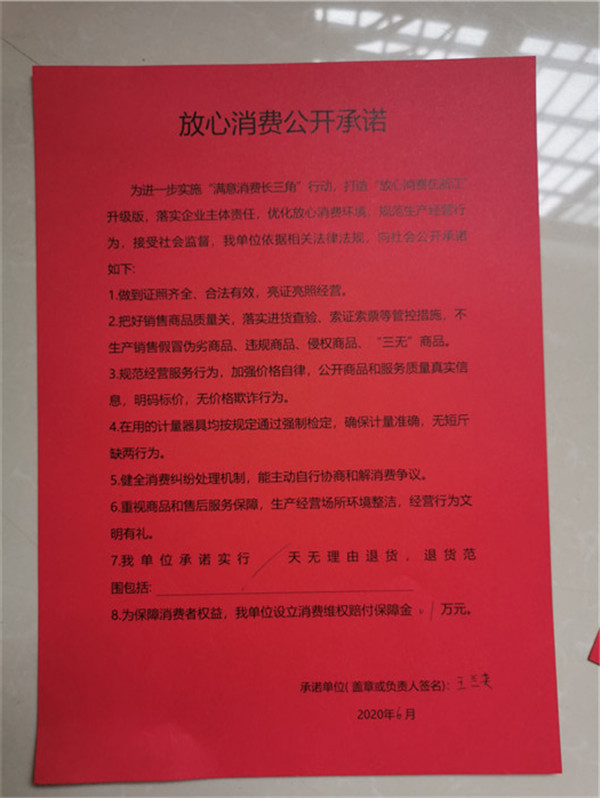 放心消费公开承诺
为进一步实施“满意消费长三角”行动，打造“放心消费在浙江”
升级版，落实企业主体责任，优化放心消费环境，规范生产经营行
为，接受社会监督，我单位依据相关法律法规，向社会公开承诺
如下:
1.做到证照齐全、合法有效，亮证亮照经营。
2.把好销售商品质量关，落实进货查验、索证索票等管控措施，不
生产销售假冒伪劣商品、违规商品、侵权商品、“三无”商品。
3.规范经营服务行为，加强价格自律，公开商品和服务质量真实信
息，明码标价，无价格欺诈行为。
4.在用的计量器具均按规定通过强制检定，确保计量准确，无短斤
缺两行为。
5.健全消费纠纷处理机制，能主动自行协商和解消费争议。
6.重视商品和售后服务保障，生产经营场所环境整洁，经营行为文
明有礼。
7.我单位承诺实行 / 天无理由退货，退货范
围包括:
8.为保障消费者权益，我单位设立消费维权赔付保障金 万元。
承诺单位(盖章或负责人签名): 王
2020年6月